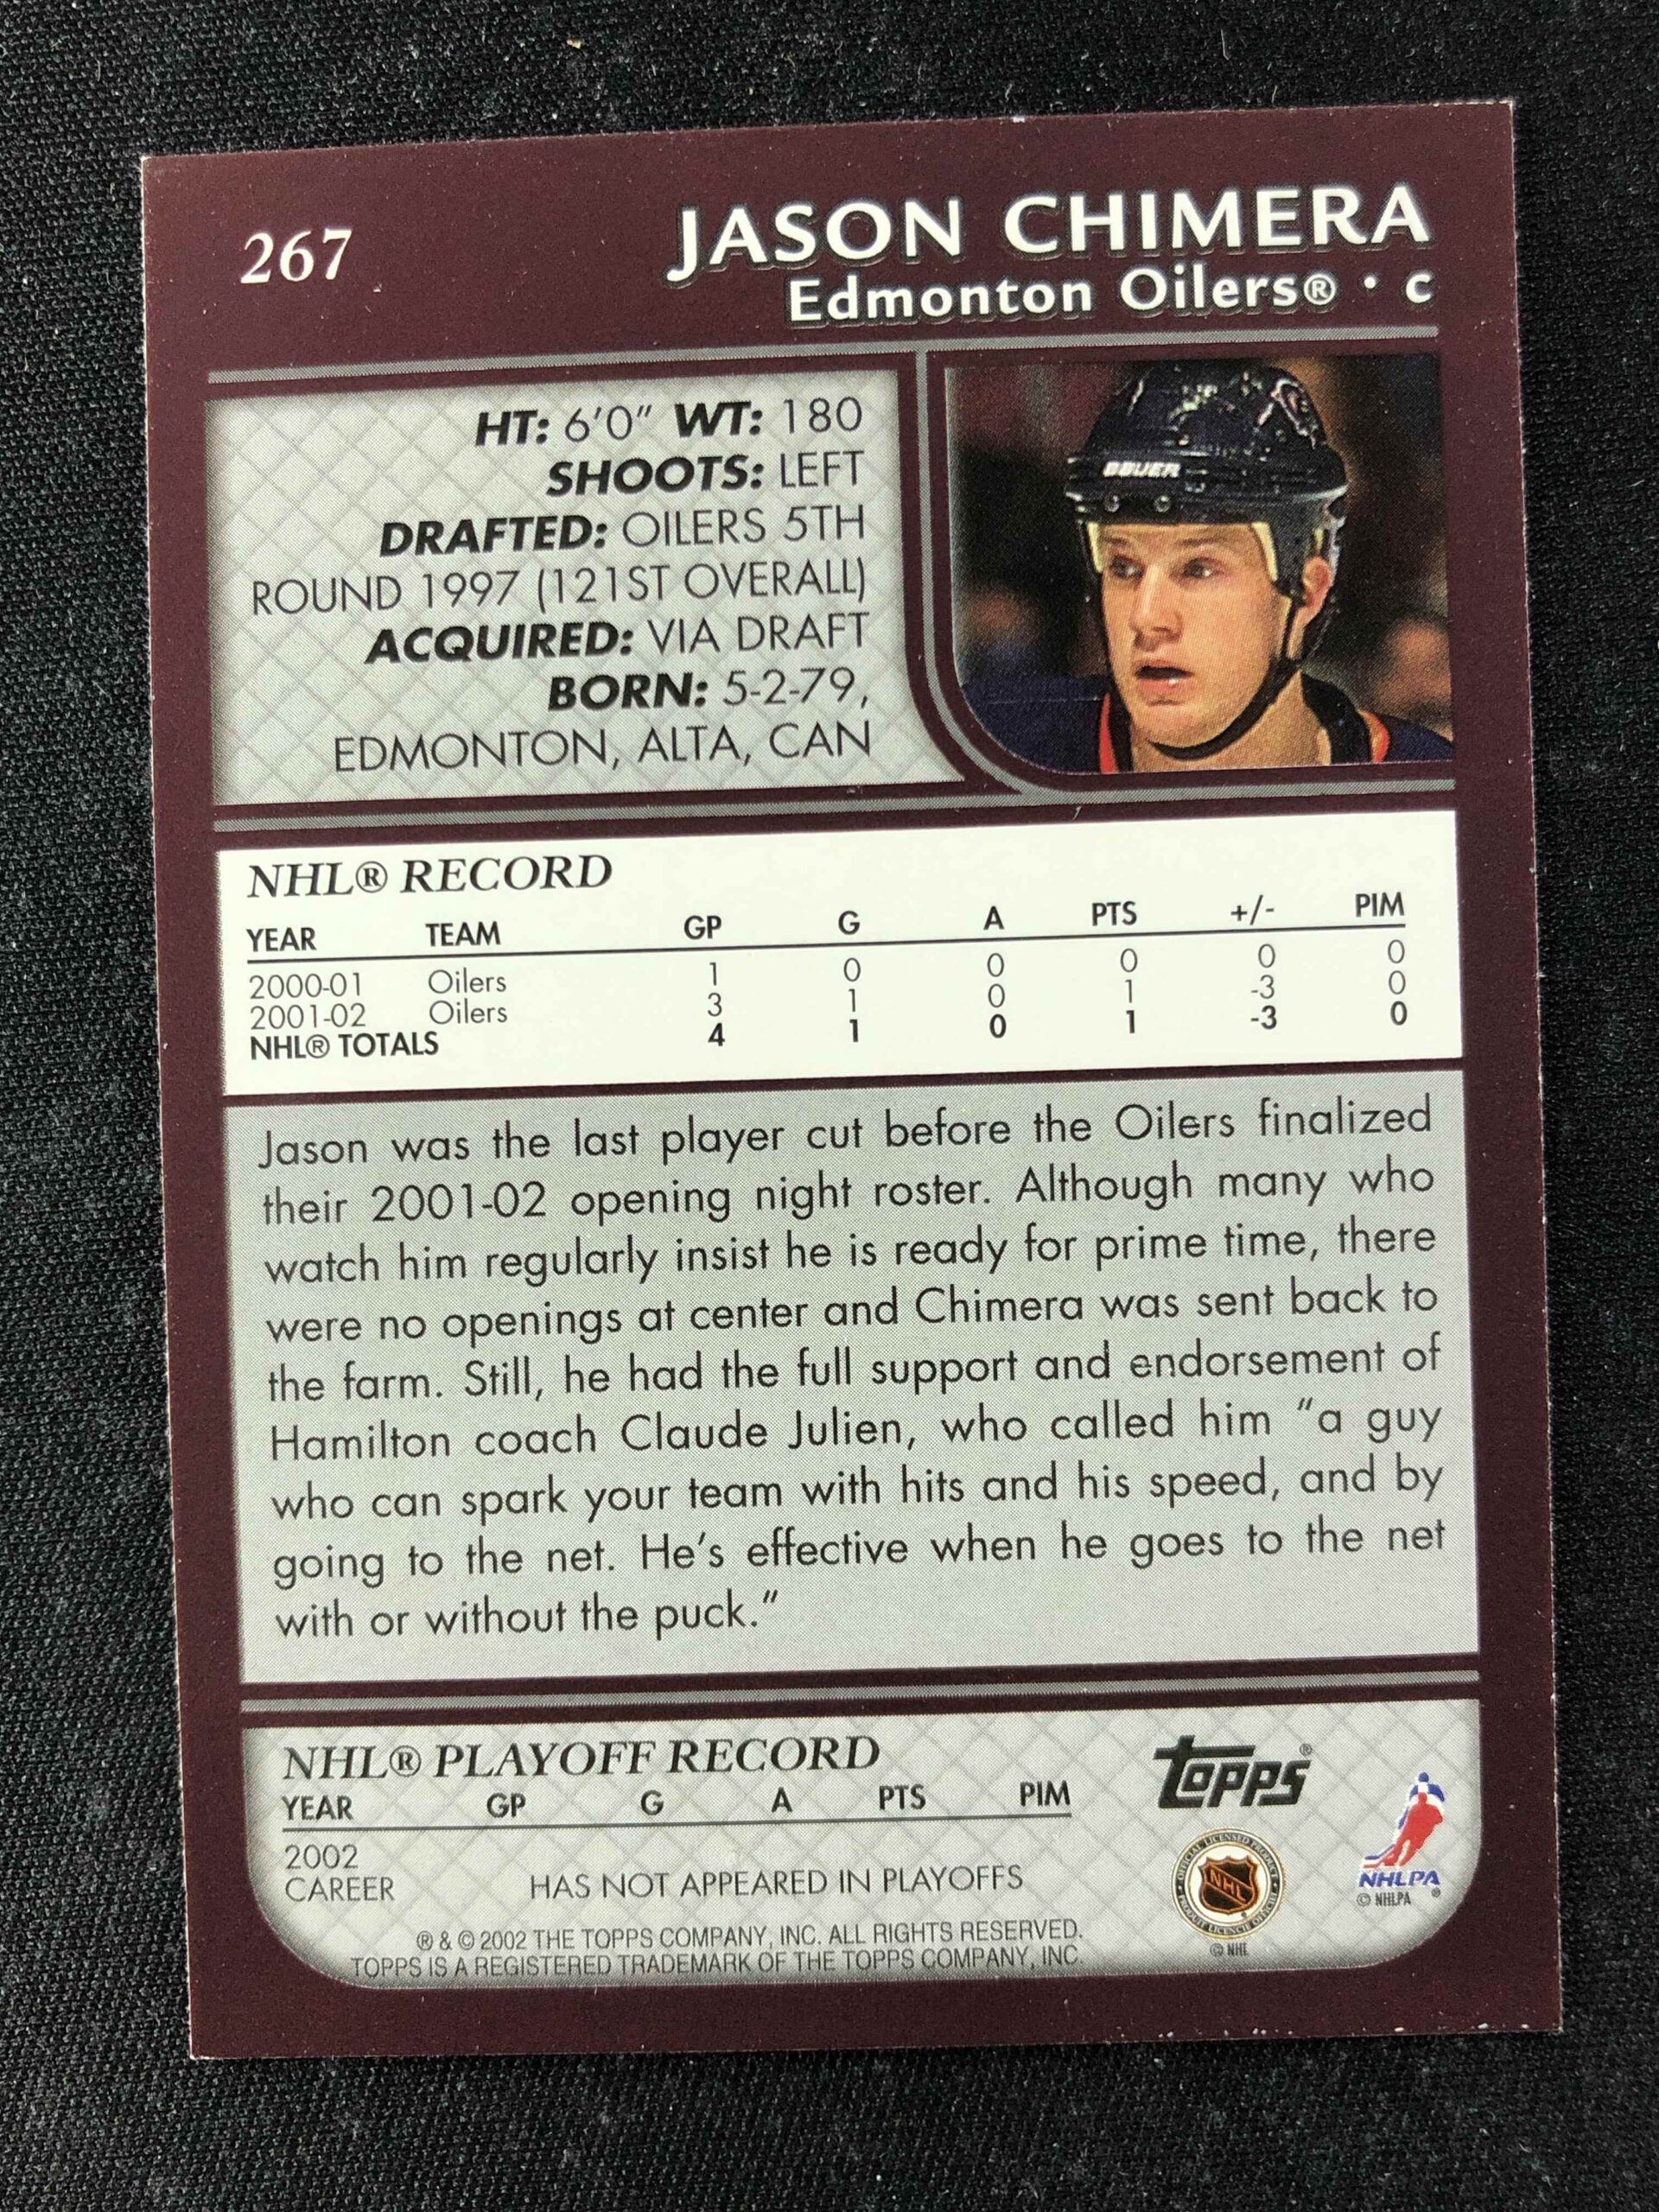 267
JASON CHIMERA
Edmonton Oilers® • C
HT: 6'0" WT: 180
SHOOTS: LEFT
DRAFTED: OILERS 5TH
ROUND 1997 (121ST OVERALL)
ACQUIRED: VIA DRAFT
BORN: 5-2-79,
EDMONTON, ALTA, CAN
BAUER
NHL® RECORD
YEAR TEAM GP G A PTS +/- PIM
2000-01 Oilers 1 0 0 0 0 0
2001-02 Oilers 3 1 0 1 -3 0
NHL® TOTALS 4 1 0 1 -3 0
Jason was the last player cut before the Oilers finalized
their 2001-02 opening night roster. Although many who
watch him regularly insist he is ready for prime time, there
were no openings at center and Chimera was sent back to
the farm. Still, he had the full support and endorsement of
Hamilton coach Claude Julien, who called him "a guy
who can spark your team with hits and his speed, and by
going to the net. He's effective when he goes to the net
with or without the puck."
NHL® PLAYOFF RECORD
YEAR GP G A PTS PIM
2002
CAREER HAS NOT APPEARED IN PLAYOFFS
® & © 2002 THE TOPPS COMPANY, INC. ALL RIGHTS RESERVED.
TOPPS IS A REGISTERED TRADEMARK OF THE TOPPS COMPANY, INC.
TOPPS®
NHL
© NHL
NHLPA
© NHLPA ®